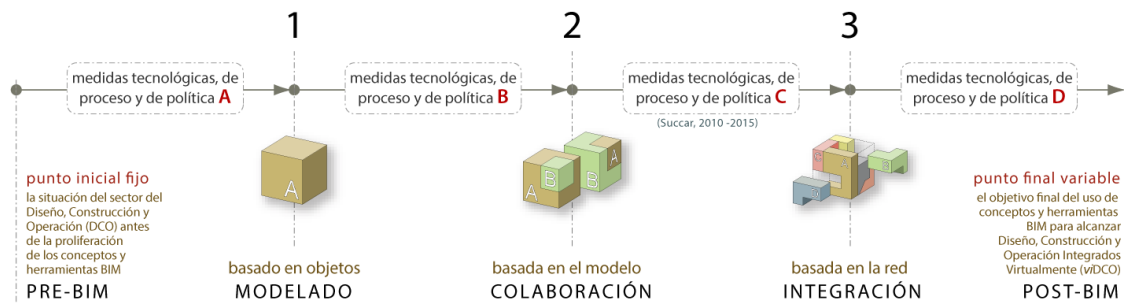 1
2
3
medidas tecnológicas, de
proceso y de política A
medidas tecnológicas, de
proceso y de política B
medidas tecnológicas, de
proceso y de política C
(Succar, 2010 -2015)
medidas tecnológicas, de
proceso y de política D
punto inicial fijo
la situación del sector del
Diseño, Construcción y
Operación (DCO) antes
de la proliferación
de los conceptos y
herramientas BIM
PRE-BIM
A
basado en objetos
MODELADO
A
B
B
A
basada en el modelo
COLABORACIÓN
C
A
B
D
basada en la red
INTEGRACIÓN
punto final variable
el objetivo final del uso de
conceptos y herramientas
BIM para alcanzar
Diseño, Construcción y
Operación Integrados
Virtualmente (viDCO)
POST-BIM